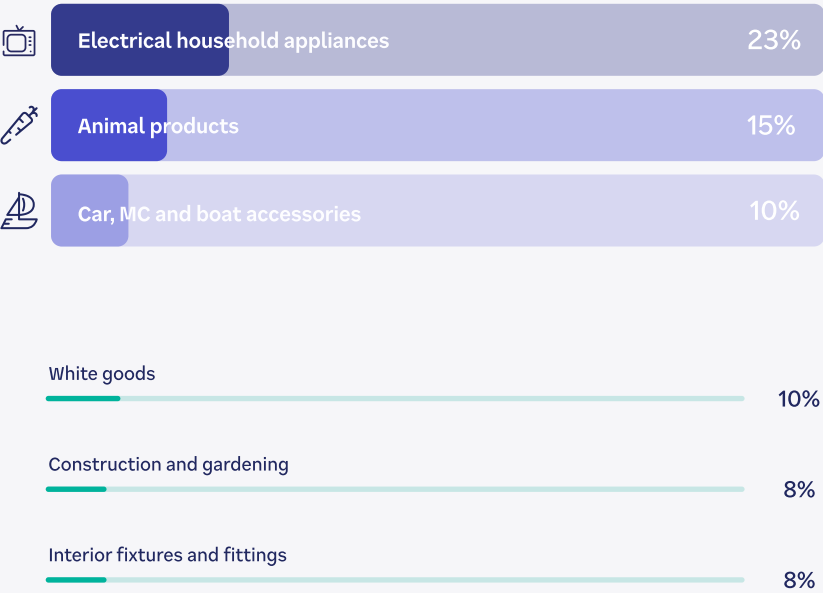 Electrical household appliances 23%
Animal products 15%
Car, MC and boat accessories 10%
White goods
10%
Construction and gardening
8%
Interior fixtures and fittings
8%